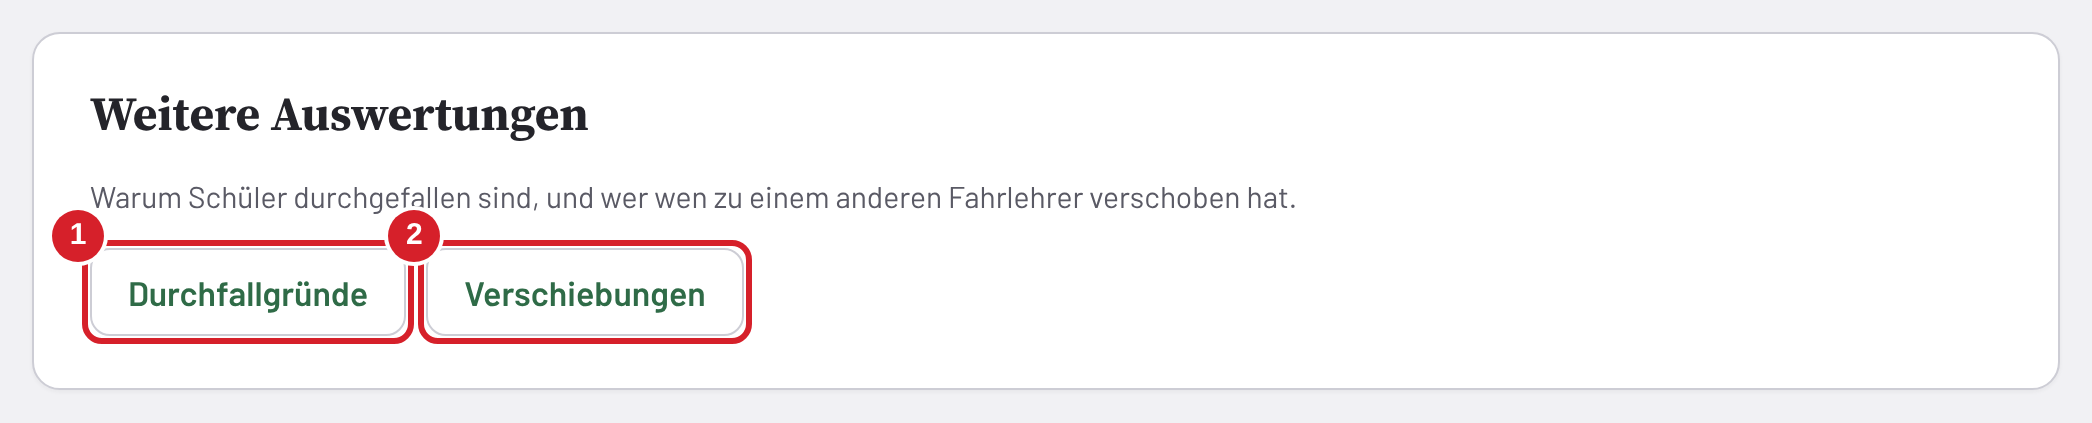 Weitere Auswertungen
Warum Schüler durchgefallen sind, und wer wen zu einem anderen Fahrlehrer verschoben hat.
1 2
Durchfallgründe Verschiebungen